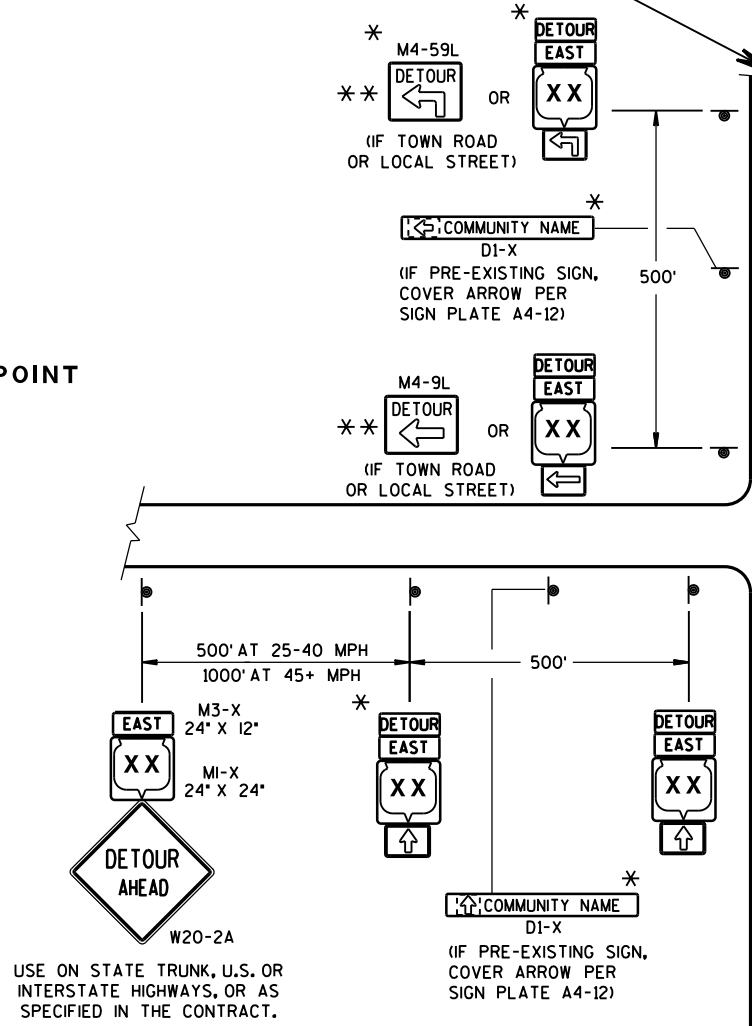 *
M4-59L
**
DETOUR
OR
(IF TOWN ROAD
OR LOCAL STREET)
*
DETOUR
EAST
XX
*
COMMUNITY NAME
D1-X
(IF PRE-EXISTING SIGN,
COVER ARROW PER
SIGN PLATE A4-12)
500'
POINT
M4-9L
**
DETOUR
OR
(IF TOWN ROAD
OR LOCAL STREET)
DETOUR
EAST
XX
500' AT 25-40 MPH
1000' AT 45+ MPH
500'
EAST
M3-X
24" X 12"
XX
M1-X
24" X 24"
DETOUR
AHEAD
W20-2A
USE ON STATE TRUNK, U.S. OR
INTERSTATE HIGHWAYS, OR AS
SPECIFIED IN THE CONTRACT.
*
DETOUR
EAST
XX
DETOUR
EAST
XX
*
COMMUNITY NAME
D1-X
(IF PRE-EXISTING SIGN,
COVER ARROW PER
SIGN PLATE A4-12)